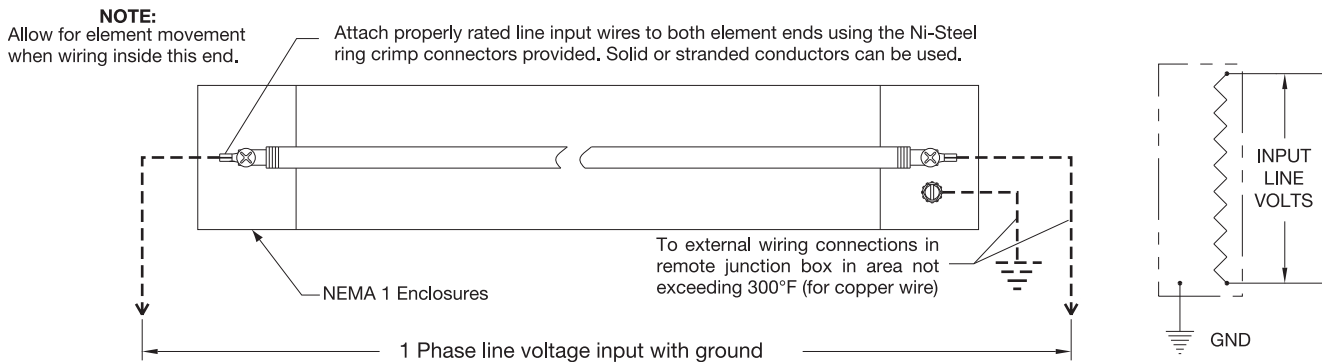 NOTE:
Allow for element movement
when wiring inside this end.
Attach properly rated line input wires to both element ends using the Ni-Steel
ring crimp connectors provided. Solid or stranded conductors can be used.
INPUT
LINE
VOLTS
To external wiring connections in
remote junction box in area not
exceeding 300°F (for copper wire)
NEMA 1 Enclosures
GND
1 Phase line voltage input with ground